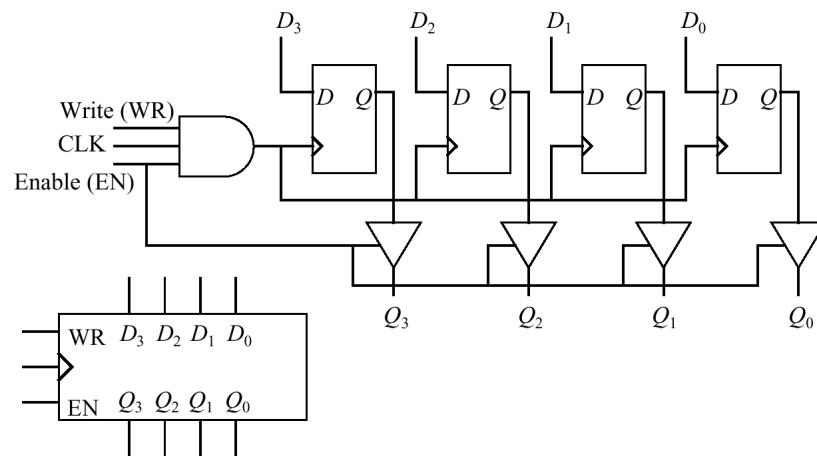 D₃ D₂ D₁ D₀
D Q D Q D Q D Q
Write (WR)
CLK
Enable (EN)
Q₃ Q₂ Q₁ Q₀
WR D₃ D₂ D₁ D₀
EN Q₃ Q₂ Q₁ Q₀